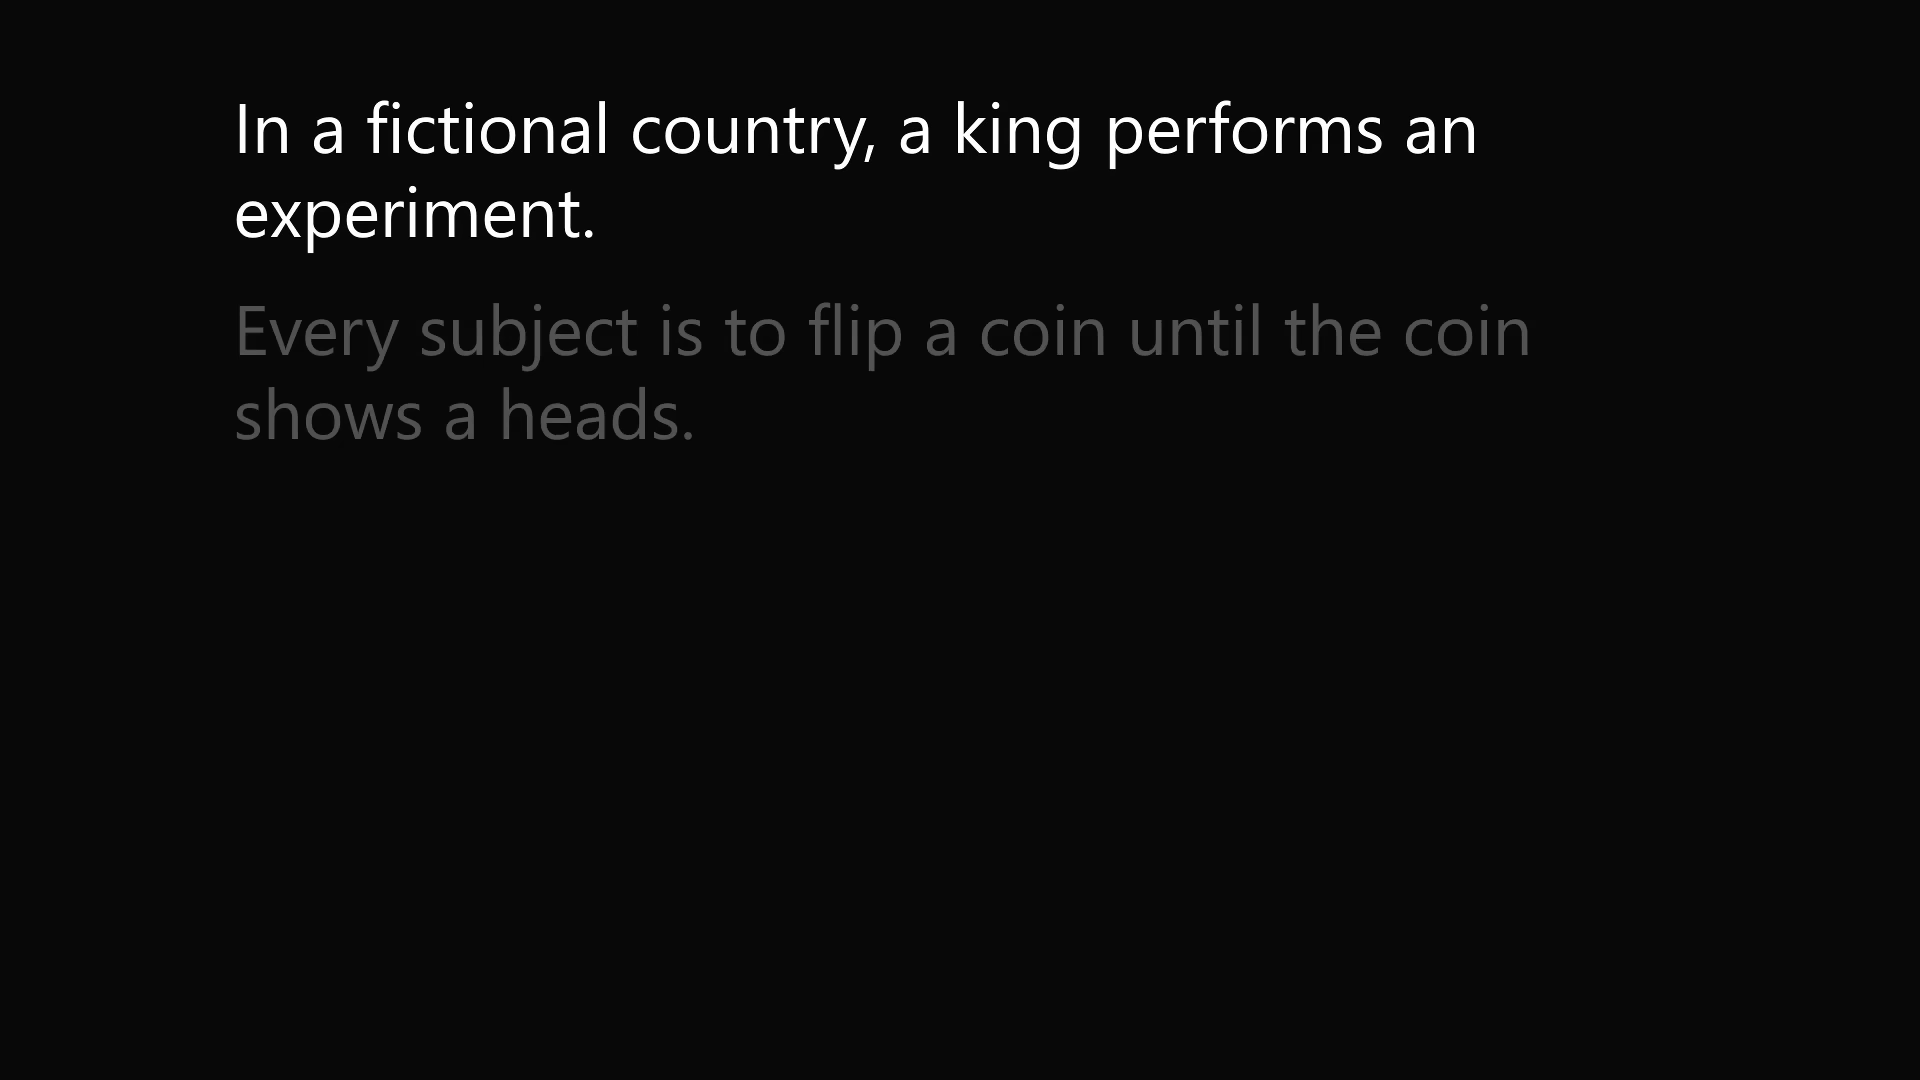 In a fictional country, a king performs an
experiment.
Every subject is to flip a coin until the coin
shows a heads.